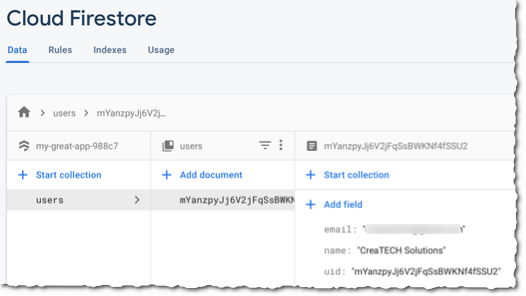 Cloud Firestore
Data Rules Indexes Usage
users mYanzpyJj6V2j…
my-great-app-988c7 users mYanzpyJj6V2jFqSsBWKNf4fSSU2
+ Start collection + Add document + Start collection
users mYanzpyJj6V2jFqSsBWKN
+ Add field
email: " "
name: "CreaTECH Solutions"
uid: "mYanzpyJj6V2jFqSsBWKNf4fSSU2"